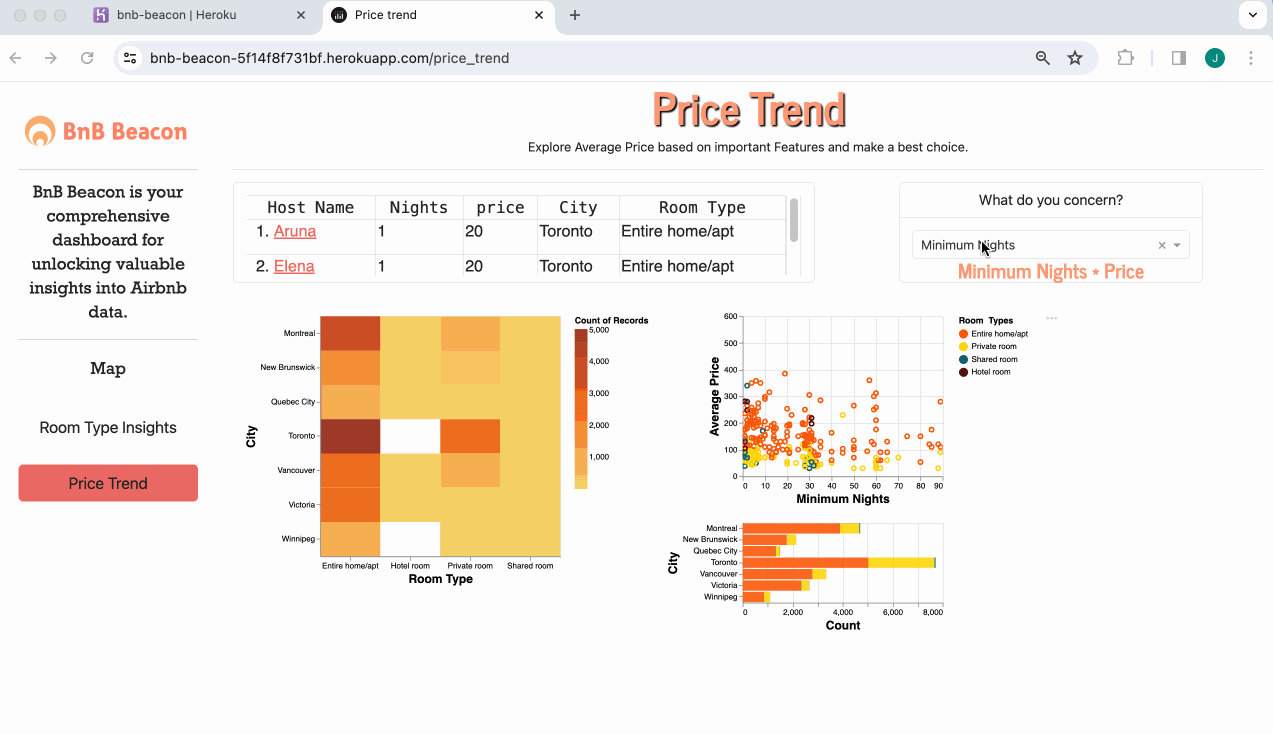 bnb-beacon | Heroku
Price trend
bnb-beacon-5f14f8f731bf.herokuapp.com/price_trend
J
BnB Beacon
BnB Beacon is your
comprehensive
dashboard for
unlocking valuable
insights into Airbnb
data.
Map
Room Type Insights
Price Trend
Price Trend
Explore Average Price based on important Features and make a best choice.
Host Name Nights price City Room Type
1. Aruna 1 20 Toronto Entire home/apt
2. Elena 1 20 Toronto Entire home/apt
What do you concern?
Minimum Nights
Minimum Nights * Price
City
Montreal
New Brunswick
Quebec City
Toronto
Vancouver
Victoria
Winnipeg
Entire home/apt Hotel room Private room Shared room
Room Type
Count of Records
5,000
4,000
3,000
2,000
1,000
Average Price
600
500
400
300
200
100
0
0 10 20 30 40 50 60 70 80 90
Minimum Nights
Room Types
Entire home/apt
Private room
Shared room
Hotel room
City
Montreal
New Brunswick
Quebec City
Toronto
Vancouver
Victoria
Winnipeg
0 2,000 4,000 6,000 8,000
Count